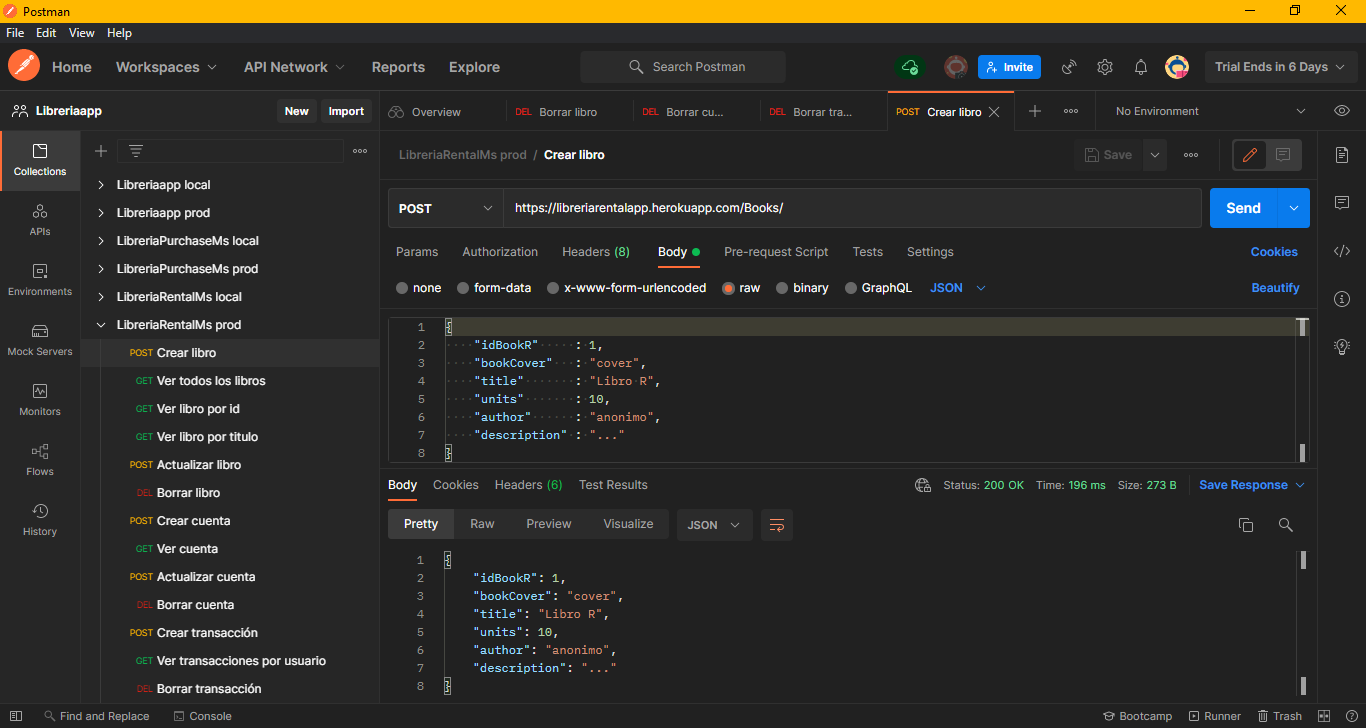 Postman
File Edit View Help
Home Workspaces API Network Reports Explore Search Postman Invite Trial Ends in 6 Days
Libreriaapp New Import Overview DEL Borrar libro DEL Borrar cu... DEL Borrar tra... POST Crear libro No Environment
LibreriaRentalMs prod / Crear libro Save
Collections
APIs
Environments
Mock Servers
Monitors
Flows
History
Libreriaapp local
Libreriaapp prod
LibreriaPurchaseMs local
LibreriaPurchaseMs prod
LibreriaRentalMs local
LibreriaRentalMs prod
POST Crear libro
GET Ver todos los libros
GET Ver libro por id
GET Ver libro por titulo
POST Actualizar libro
DEL Borrar libro
POST Crear cuenta
GET Ver cuenta
POST Actualizar cuenta
DEL Borrar cuenta
POST Crear transacción
GET Ver transacciones por usuario
DEL Borrar transacción
POST https://libreriarentalapp.herokuapp.com/Books/ Send
Params Authorization Headers (8) Body Pre-request Script Tests Settings Cookies
none form-data x-www-form-urlencoded raw binary GraphQL JSON Beautify
1 {
2 "idBookR" : 1,
3 "bookCover" : "cover",
4 "title" : "Libro R",
5 "units" : 10,
6 "author" : "anonimo",
7 "description" : "..."
8 }
Body Cookies Headers (6) Test Results Status: 200 OK Time: 196 ms Size: 273 B Save Response
Pretty Raw Preview Visualize JSON
1 {
2 "idBookR": 1,
3 "bookCover": "cover",
4 "title": "Libro R",
5 "units": 10,
6 "author": "anonimo",
7 "description": "..."
8 }
Find and Replace Console Bootcamp Runner Trash